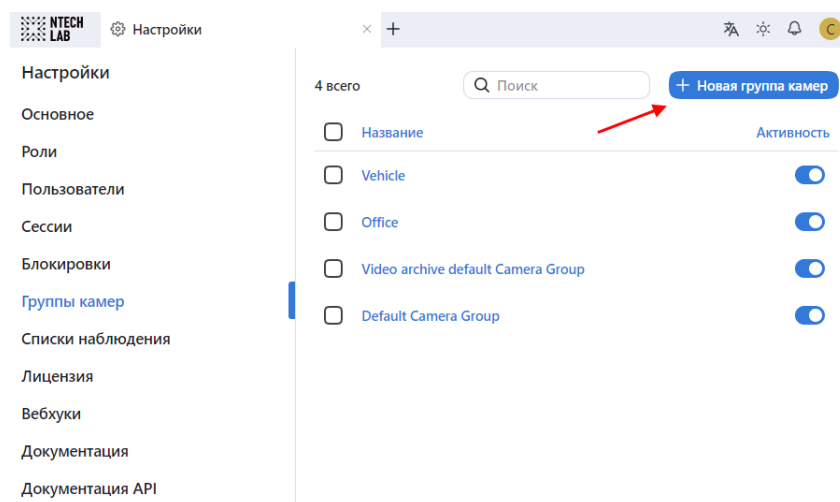 NTECH
LAB
Настройки
Настройки
Основное
Роли
Пользователи
Сессии
Блокировки
Группы камер
Списки наблюдения
Лицензия
Вебхуки
Документация
Документация API
4 всего
Поиск
+ Новая группа камер
Название
Активность
Vehicle
Office
Video archive default Camera Group
Default Camera Group
C